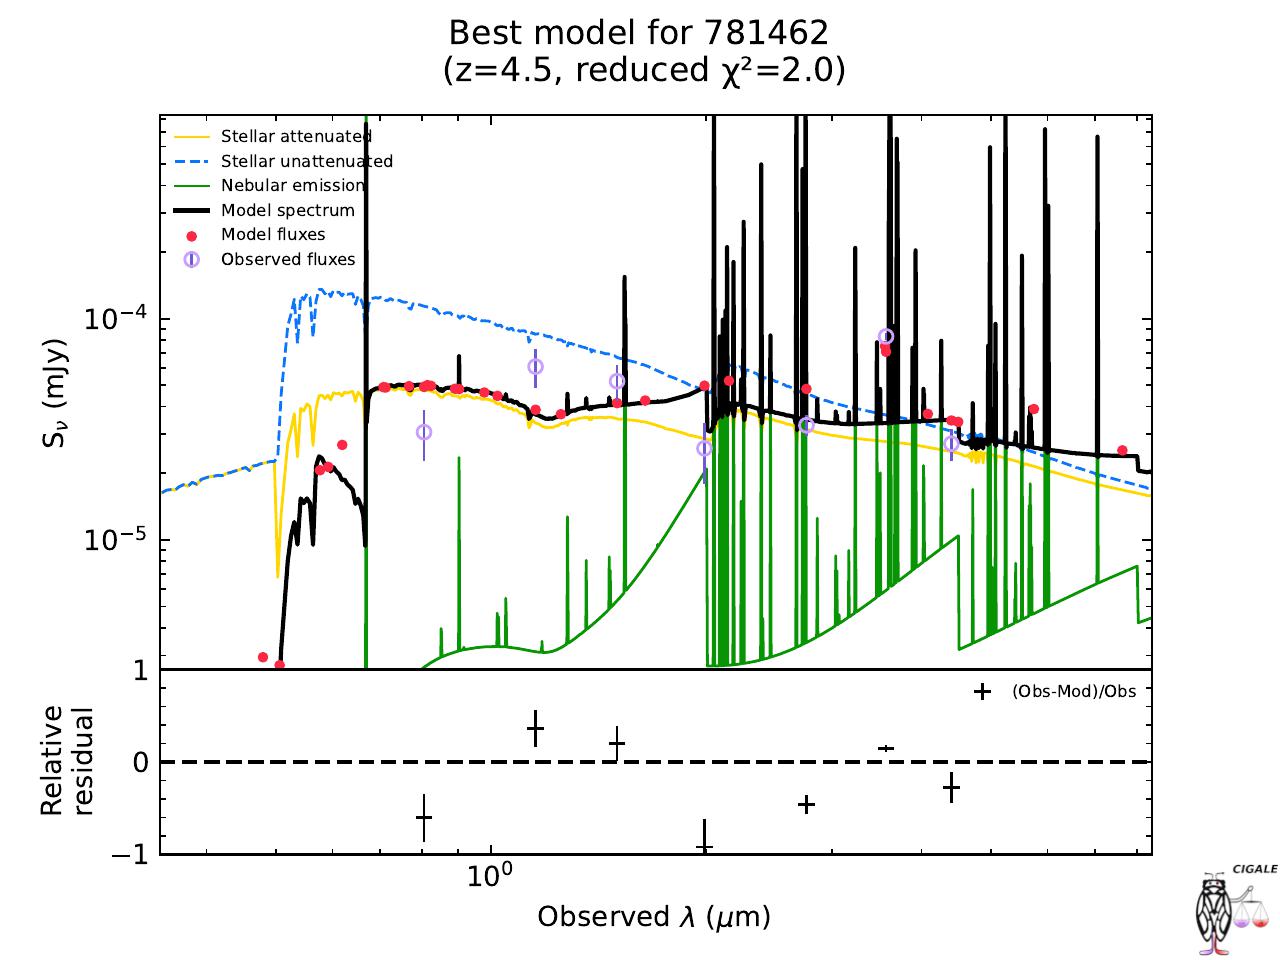 Best model for 781462
(z=4.5, reduced χ²=2.0)
Stellar attenuated
Stellar unattenuated
Nebular emission
Model spectrum
Model fluxes
Observed fluxes
10⁻⁴
10⁻⁵
S_ν (mJy)
1
0
−1
Relative
residual
(Obs-Mod)/Obs
10⁰
Observed λ (μm)
CIGALE